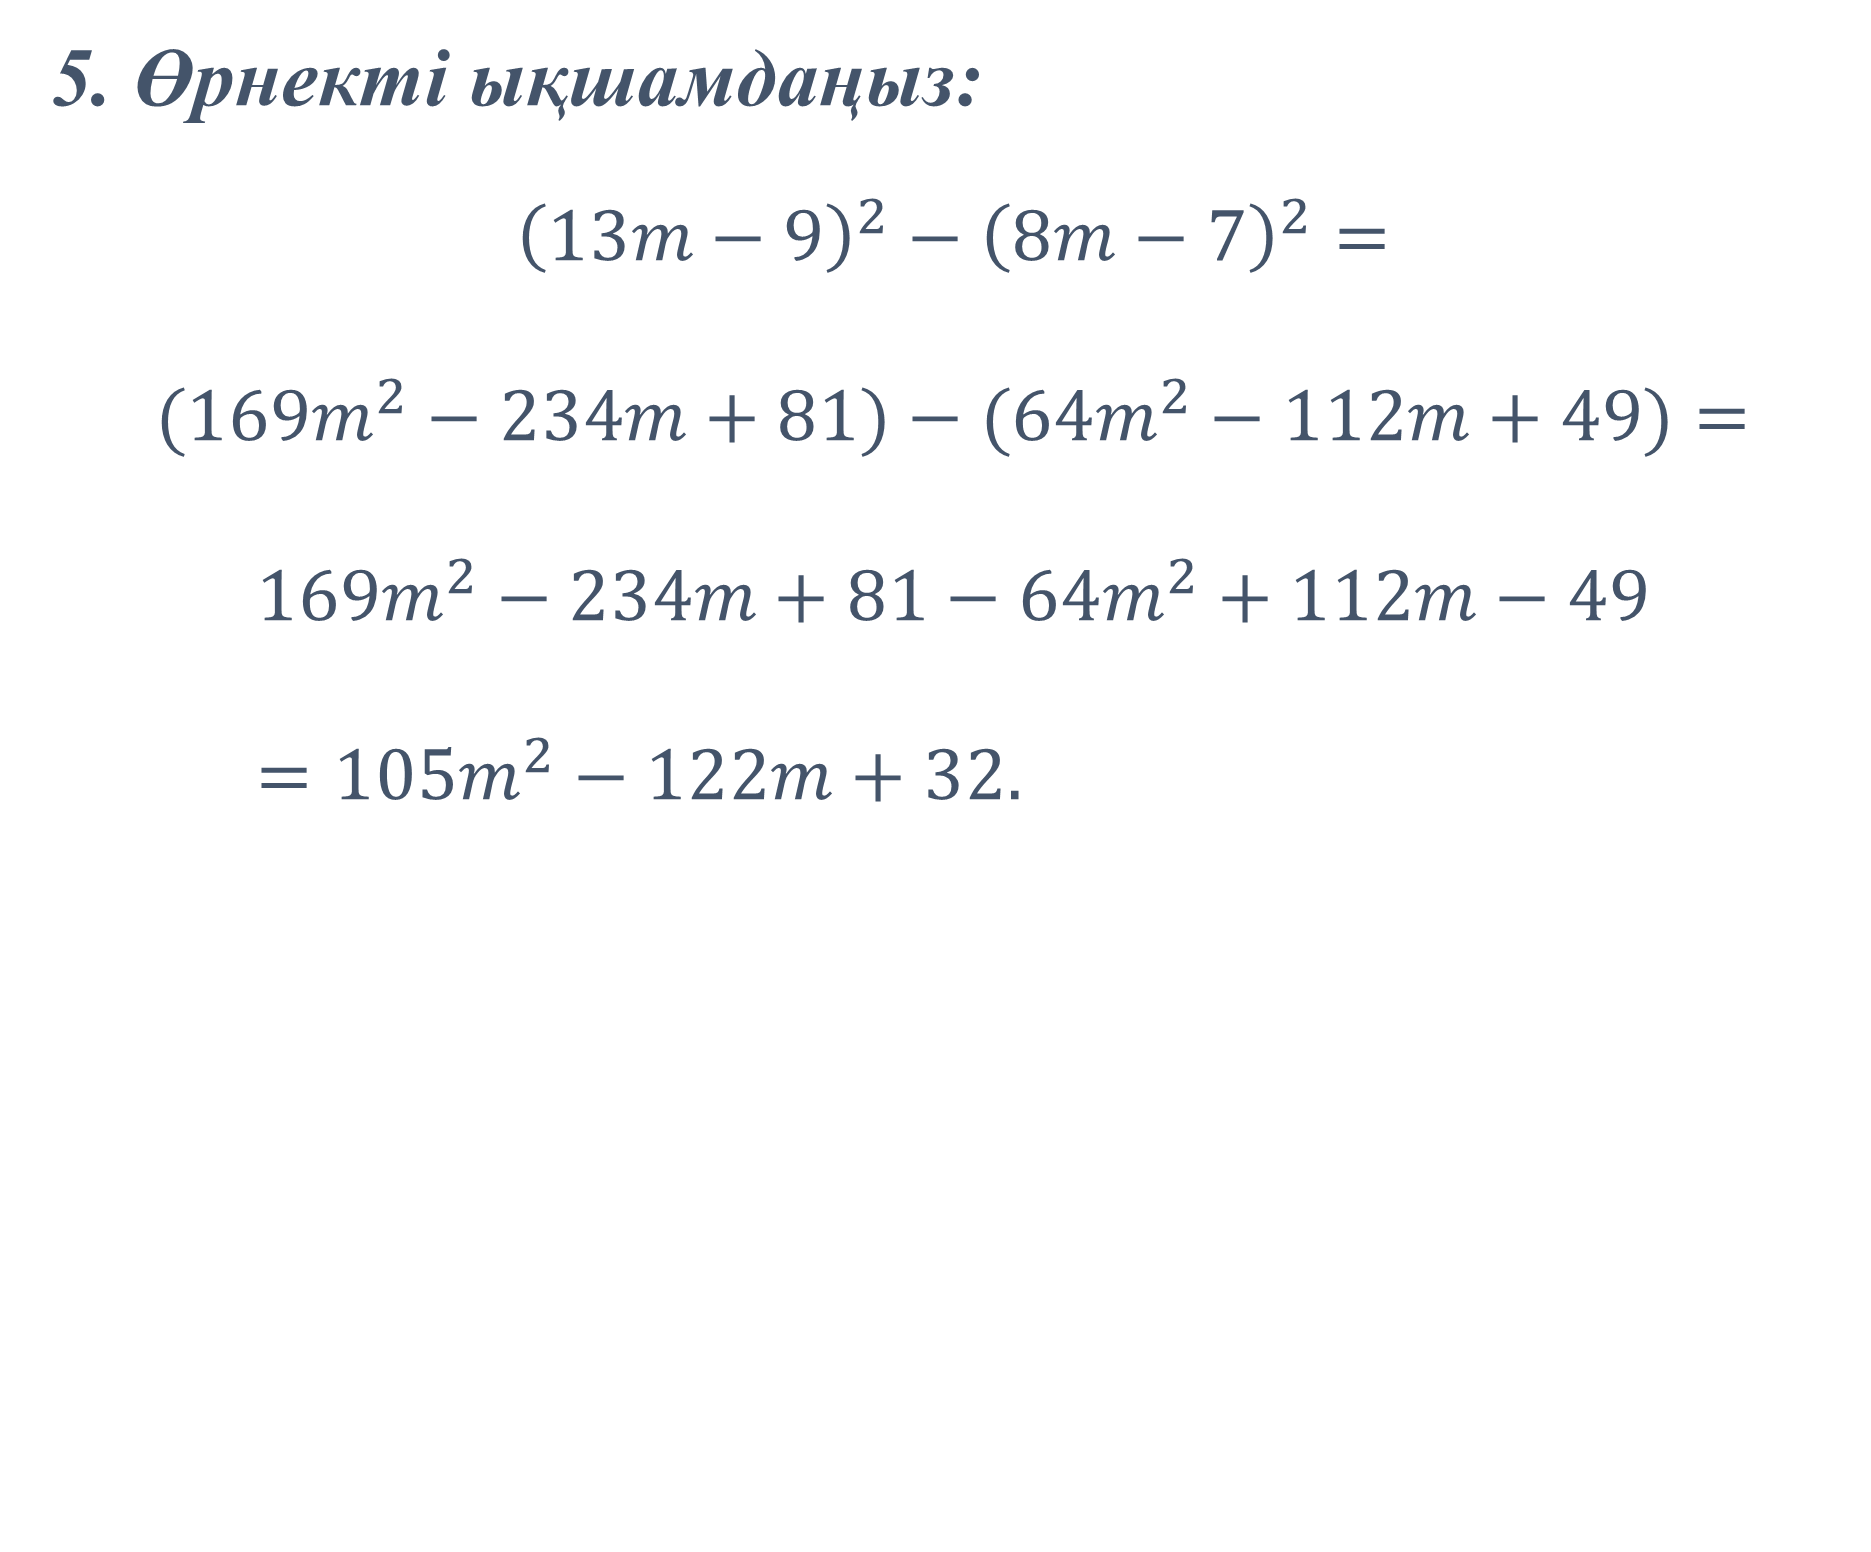 5. Өрнекті ықшамдаңыз:
(13m − 9)² − (8m − 7)² =
(169m² − 234m + 81) − (64m² − 112m + 49) =
169m² − 234m + 81 − 64m² + 112m − 49
= 105m² − 122m + 32.